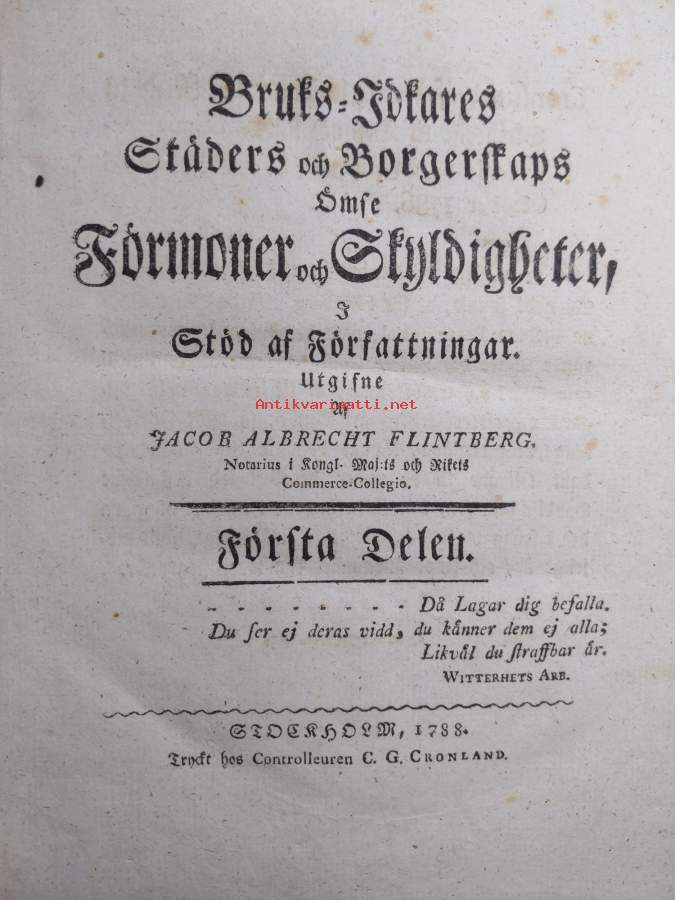 Bruks-Idkares
Städers och Borgerſkaps
Ömse
Förmoner och Skyldigheter,
I
Stöd af Författningar.
Utgifne
Antikvarimatti.net
af
JACOB ALBRECHT FLINTBERG.
Notarius i Kongl. Maj:ts och Rikets
Commerce-Collegio.
Förſta Delen.
- - - - - - - - Då Lagar dig befalla.
Du ſer ej deras vidd, du känner dem ej alla;
Likväl du ſtraffbar är.
WITTERHETS ARB.
STOCKHOLM, 1788.
Tryckt hos Controlleuren C. G. CRONLAND.